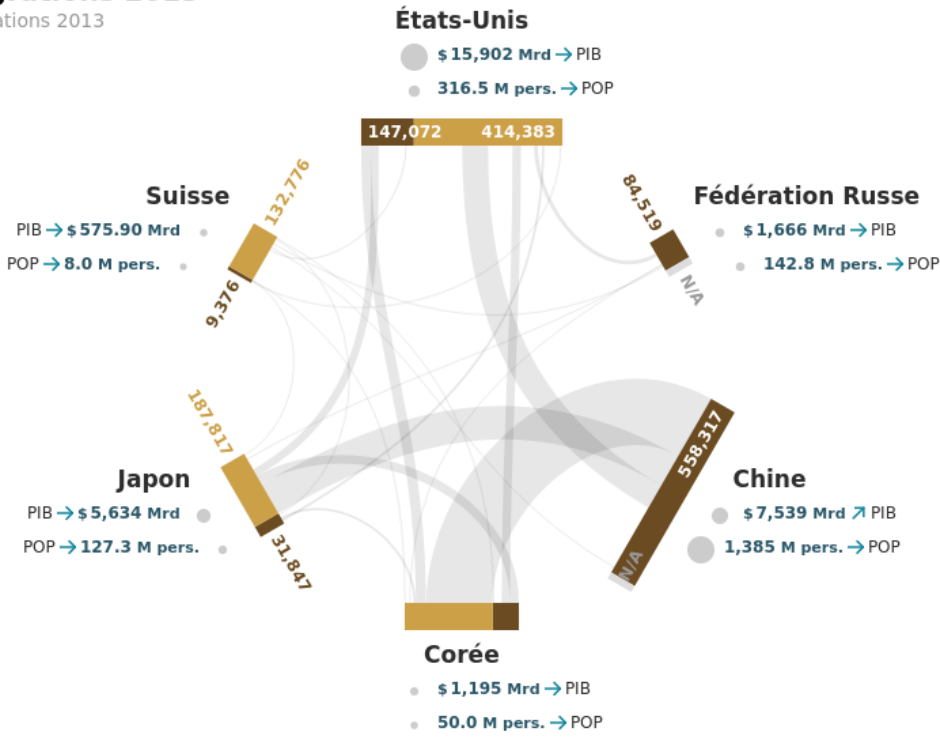 ations 2013
États-Unis
$ 15,902 Mrd → PIB
316.5 M pers. → POP
147,072 414,383
Suisse
PIB → $ 575.90 Mrd
POP → 8.0 M pers.
132,776
9,376
Fédération Russe
$ 1,666 Mrd → PIB
142.8 M pers. → POP
84,519
N/A
Japon
PIB → $ 5,634 Mrd
POP → 127.3 M pers.
187,817
31,847
Chine
$ 7,539 Mrd ↗ PIB
1,385 M pers. → POP
558,317
N/A
Corée
$ 1,195 Mrd → PIB
50.0 M pers. → POP